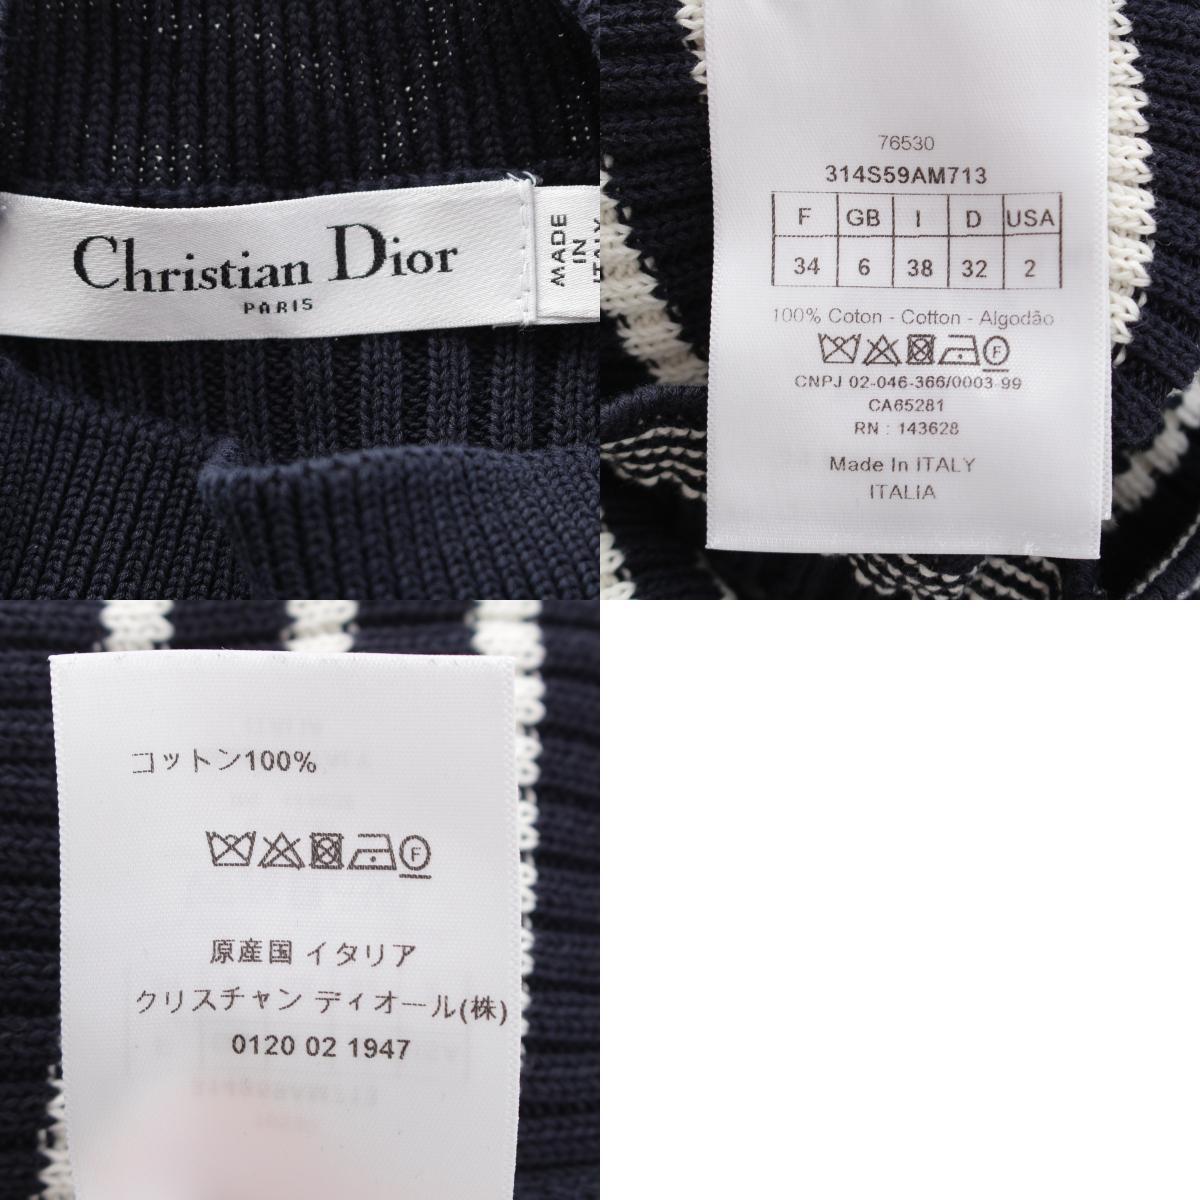 Christian Dior
PARIS
MADE
IN
ITALY
76530
314S59AM713
F GB I D USA
34 6 38 32 2
100% Coton - Cotton - Algodão
F
CNPJ 02-046-366/0003-99
CA65281
RN : 143628
Made In ITALY
ITALIA
コットン100%
F
原産国 イタリア
クリスチャン ディオール(株)
0120 02 1947